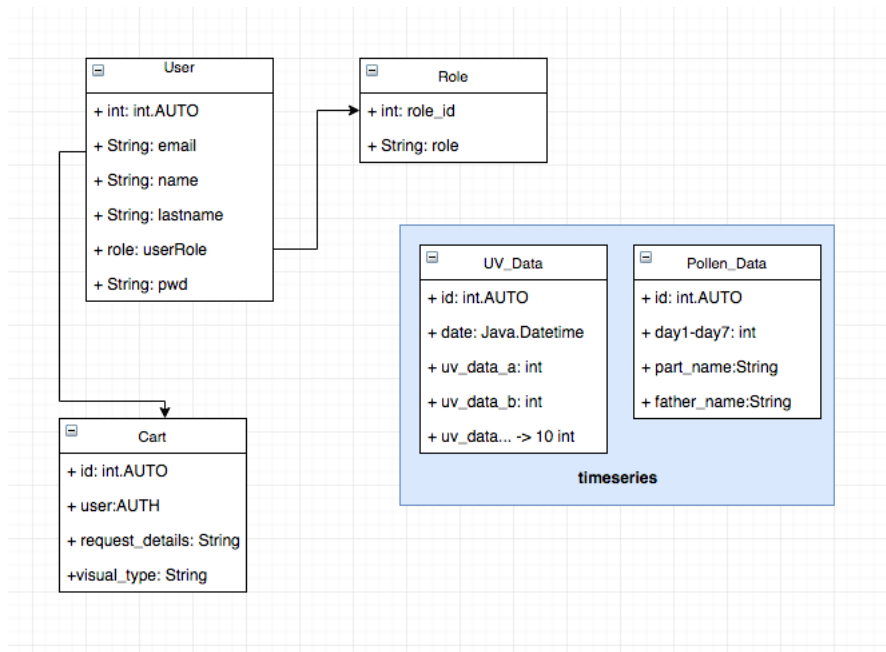 User
+ int: int.AUTO
+ String: email
+ String: name
+ String: lastname
+ role: userRole
+ String: pwd
Role
+ int: role_id
+ String: role
UV_Data
+ id: int.AUTO
+ date: Java.Datetime
+ uv_data_a: int
+ uv_data_b: int
+ uv_data... -> 10 int
Pollen_Data
+ id: int.AUTO
+ day1-day7: int
+ part_name:String
+ father_name:String
timeseries
Cart
+ id: int.AUTO
+ user:AUTH
+ request_details: String
+visual_type: String